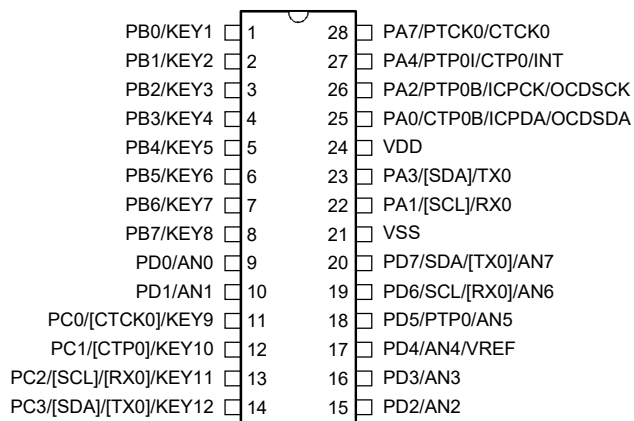 PB0/KEY1 1 28 PA7/PTCK0/CTCK0
PB1/KEY2 2 27 PA4/PTP0I/CTP0/INT
PB2/KEY3 3 26 PA2/PTP0B/ICPCK/OCDSCK
PB3/KEY4 4 25 PA0/CTP0B/ICPDA/OCDSDA
PB4/KEY5 5 24 VDD
PB5/KEY6 6 23 PA3/[SDA]/TX0
PB6/KEY7 7 22 PA1/[SCL]/RX0
PB7/KEY8 8 21 VSS
PD0/AN0 9 20 PD7/SDA/[TX0]/AN7
PD1/AN1 10 19 PD6/SCL/[RX0]/AN6
PC0/[CTCK0]/KEY9 11 18 PD5/PTP0/AN5
PC1/[CTP0]/KEY10 12 17 PD4/AN4/VREF
PC2/[SCL]/[RX0]/KEY11 13 16 PD3/AN3
PC3/[SDA]/[TX0]/KEY12 14 15 PD2/AN2